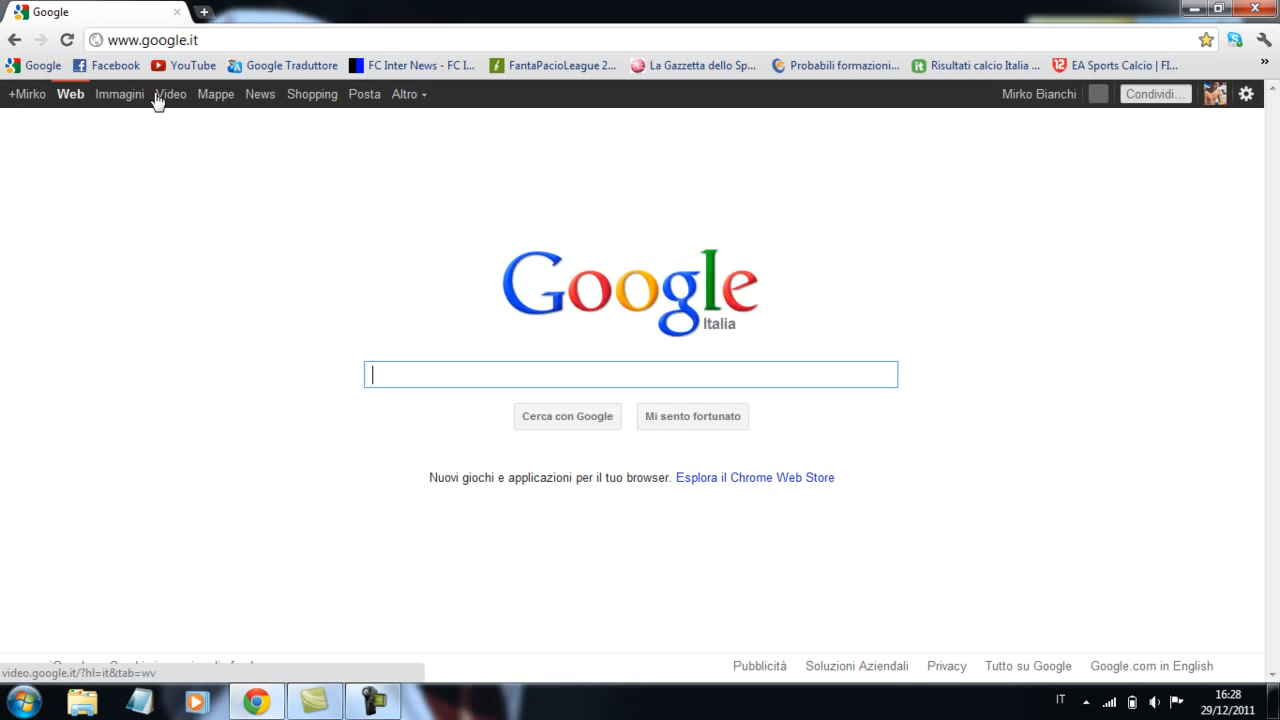 Google
www.google.it
Google Facebook YouTube Google Traduttore FC Inter News - FC I... FantaPacioLeague 2... La Gazzetta dello Sp... Probabili formazioni... Risultati calcio Italia ... EA Sports Calcio | FI... »
+Mirko Web Immagini Video Mappe News Shopping Posta Altro Mirko Bianchi Condividi...
Google
Italia
Cerca con Google Mi sento fortunato
Nuovi giochi e applicazioni per il tuo browser. Esplora il Chrome Web Store
Pubblicità Soluzioni Aziendali Privacy Tutto su Google Google.com in English
video.google.it/?hl=it&tab=wv
IT 16:28
29/12/2011